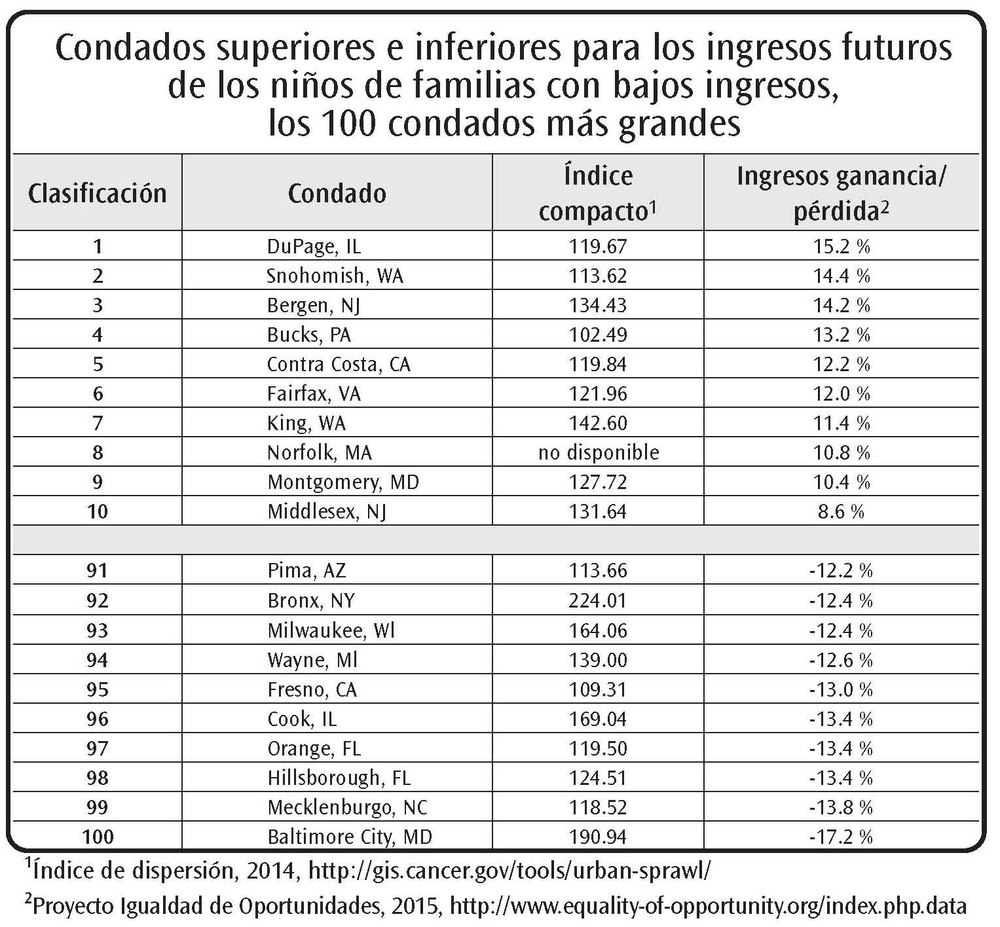 Condados superiores e inferiores para los ingresos futuros
de los niños de familias con bajos ingresos,
los 100 condados más grandes
Clasificación Condado Índice compacto1 Ingresos ganancia/pérdida2
1 DuPage, IL 119.67 15.2 %
2 Snohomish, WA 113.62 14.4 %
3 Bergen, NJ 134.43 14.2 %
4 Bucks, PA 102.49 13.2 %
5 Contra Costa, CA 119.84 12.2 %
6 Fairfax, VA 121.96 12.0 %
7 King, WA 142.60 11.4 %
8 Norfolk, MA no disponible 10.8 %
9 Montgomery, MD 127.72 10.4 %
10 Middlesex, NJ 131.64 8.6 %
91 Pima, AZ 113.66 -12.2 %
92 Bronx, NY 224.01 -12.4 %
93 Milwaukee, Wl 164.06 -12.4 %
94 Wayne, Ml 139.00 -12.6 %
95 Fresno, CA 109.31 -13.0 %
96 Cook, IL 169.04 -13.4 %
97 Orange, FL 119.50 -13.4 %
98 Hillsborough, FL 124.51 -13.4 %
99 Mecklenburgo, NC 118.52 -13.8 %
100 Baltimore City, MD 190.94 -17.2 %
1Índice de dispersión, 2014, http://gis.cancer.gov/tools/urban-sprawl/
2Proyecto Igualdad de Oportunidades, 2015, http://www.equality-of-opportunity.org/index.php.data